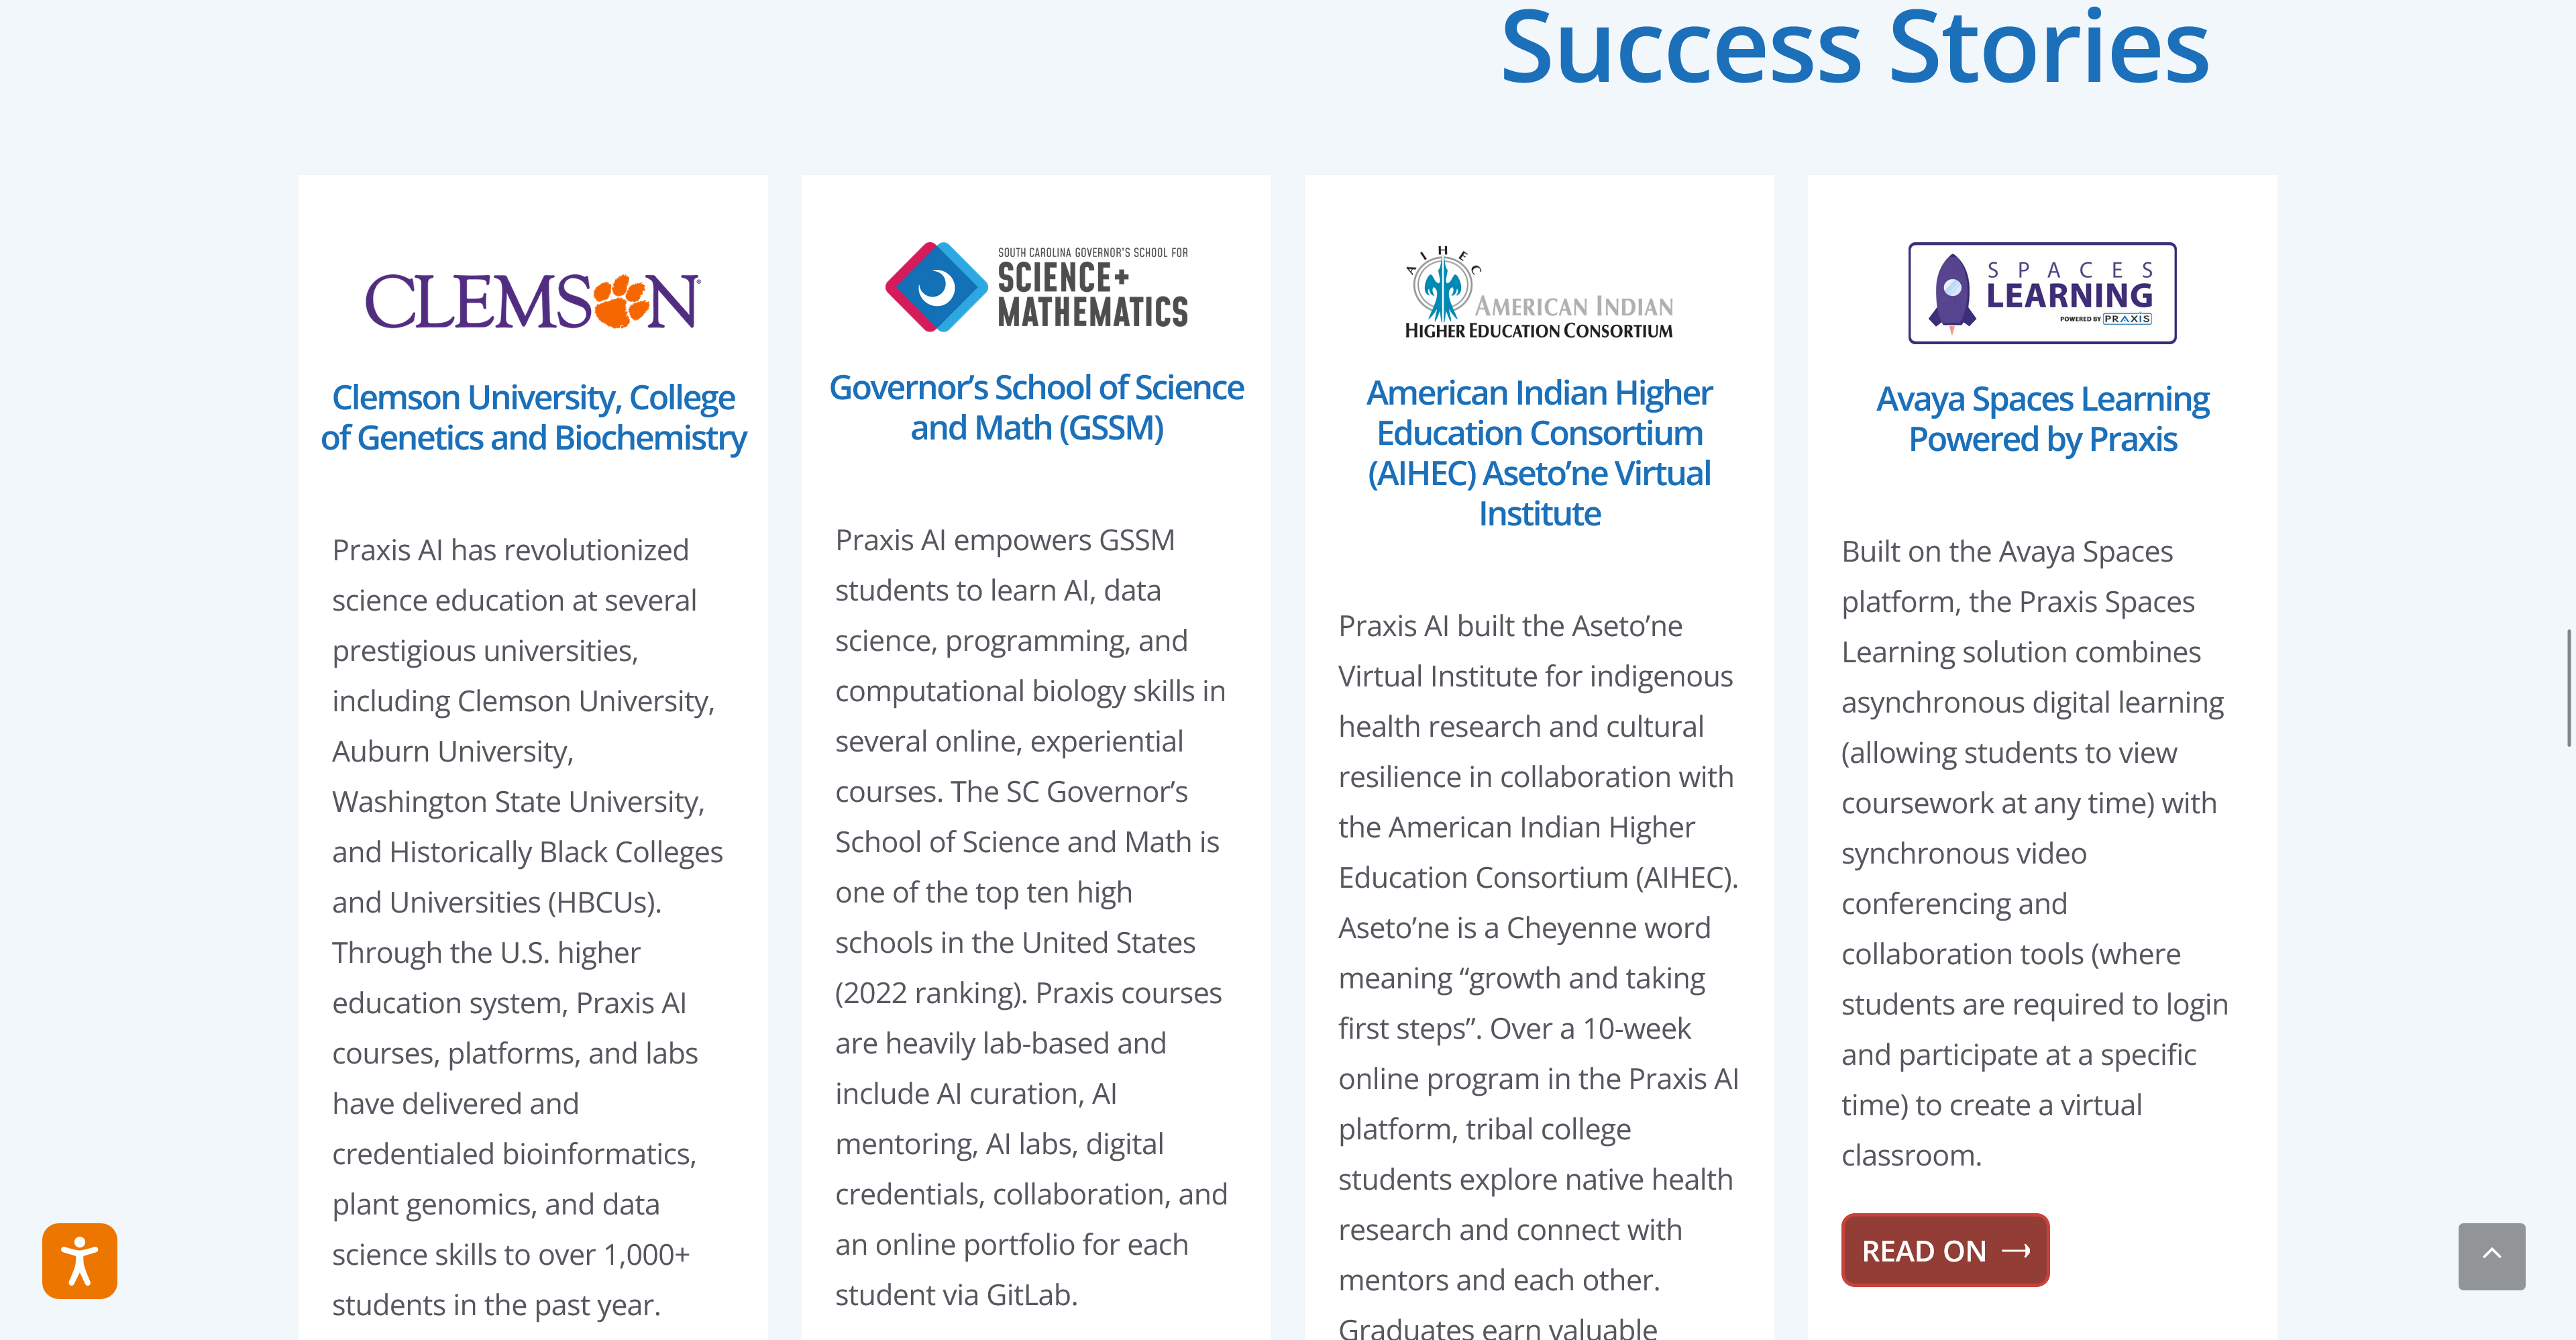 Success Stories
CLEMSON
Clemson University, College
of Genetics and Biochemistry
Praxis AI has revolutionized
science education at several
prestigious universities,
including Clemson University,
Auburn University,
Washington State University,
and Historically Black Colleges
and Universities (HBCUs).
Through the U.S. higher
education system, Praxis AI
courses, platforms, and labs
have delivered and
credentialed bioinformatics,
plant genomics, and data
science skills to over 1,000+
students in the past year.
SOUTH CAROLINA GOVERNOR'S SCHOOL FOR
SCIENCE+
MATHEMATICS
Governor’s School of Science
and Math (GSSM)
Praxis AI empowers GSSM
students to learn AI, data
science, programming, and
computational biology skills in
several online, experiential
courses. The SC Governor’s
School of Science and Math is
one of the top ten high
schools in the United States
(2022 ranking). Praxis courses
are heavily lab-based and
include AI curation, AI
mentoring, AI labs, digital
credentials, collaboration, and
an online portfolio for each
student via GitLab.
AIHEC
AMERICAN INDIAN
HIGHER EDUCATION CONSORTIUM
American Indian Higher
Education Consortium
(AIHEC) Aseto’ne Virtual
Institute
Praxis AI built the Aseto’ne
Virtual Institute for indigenous
health research and cultural
resilience in collaboration with
the American Indian Higher
Education Consortium (AIHEC).
Aseto’ne is a Cheyenne word
meaning “growth and taking
first steps”. Over a 10-week
online program in the Praxis AI
platform, tribal college
students explore native health
research and connect with
mentors and each other.
Graduates earn valuable
SPACES
LEARNING
POWERED BY PRAXIS
Avaya Spaces Learning
Powered by Praxis
Built on the Avaya Spaces
platform, the Praxis Spaces
Learning solution combines
asynchronous digital learning
(allowing students to view
coursework at any time) with
synchronous video
conferencing and
collaboration tools (where
students are required to login
and participate at a specific
time) to create a virtual
classroom.
READ ON →